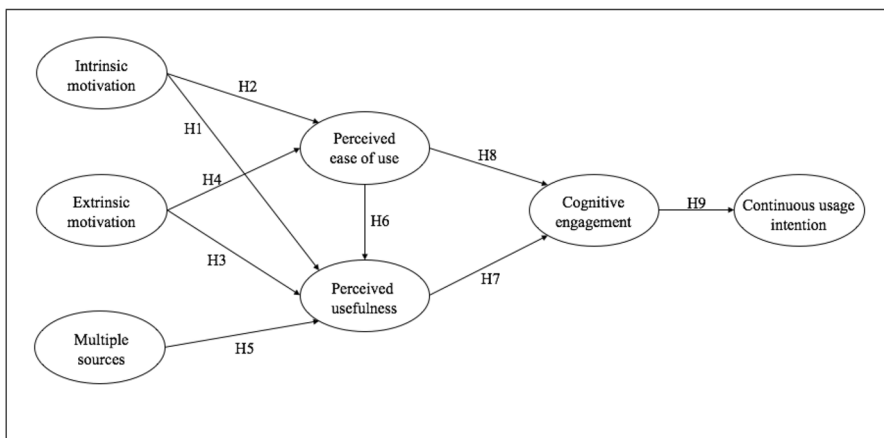 Intrinsic
motivation
H2
H1
Perceived
ease of use
H8
H4
Extrinsic
motivation
Cognitive
engagement
H9
Continuous usage
intention
H6
H3
Perceived
usefulness
H7
Multiple
sources
H5